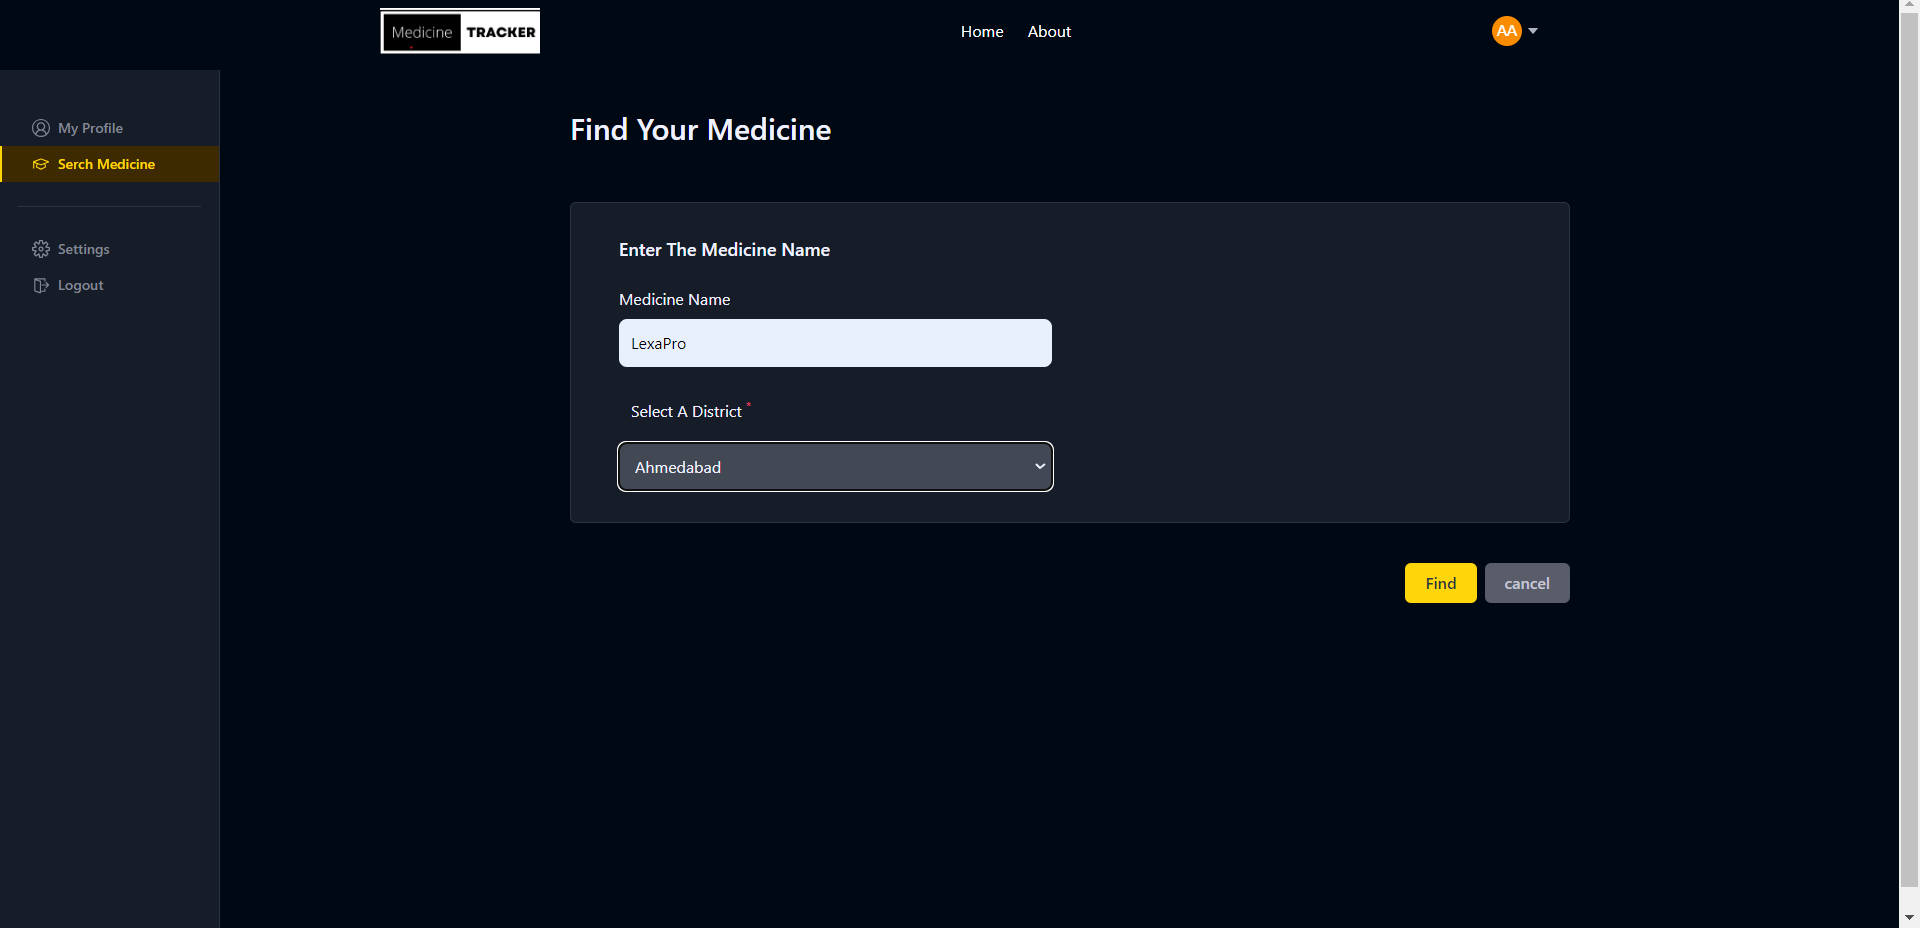 Medicine TRACKER
Home About
AA
My Profile
Serch Medicine
Settings
Logout
Find Your Medicine
Enter The Medicine Name
Medicine Name
LexaPro
Select A District *
Ahmedabad
Find cancel